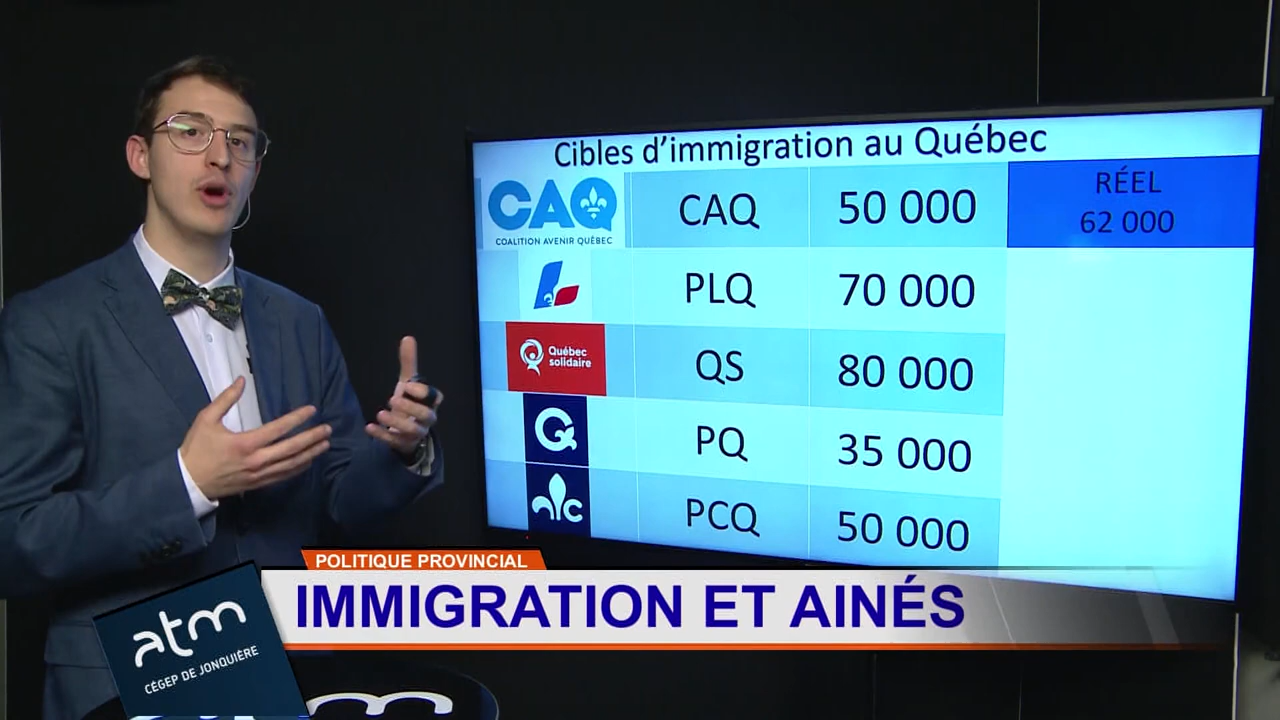 Cibles d'immigration au Québec
CAQ
COALITION AVENIR QUÉBEC
CAQ
50 000
RÉEL
62 000
PLQ
70 000
Québec
solidaire
QS
80 000
PQ
35 000
C
PCQ
50 000
POLITIQUE PROVINCIAL
IMMIGRATION ET AINÉS
atm
CÉGEP DE JONQUIÈRE